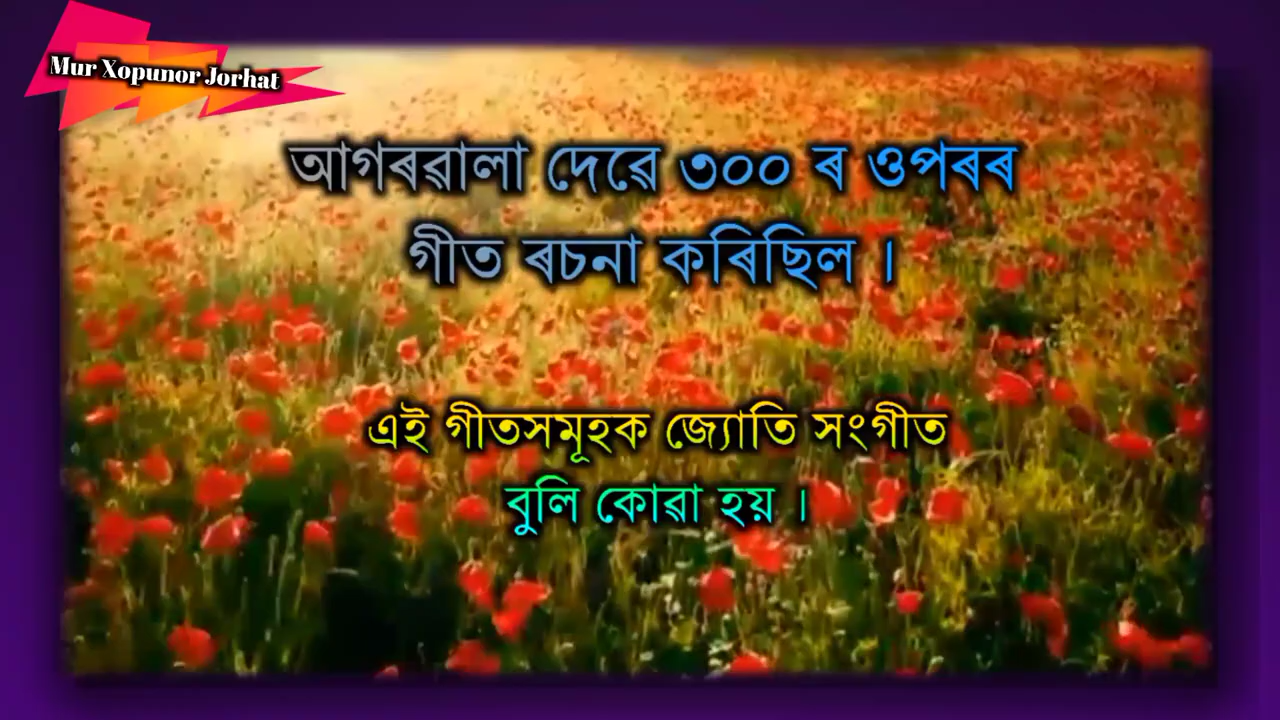 Mur Xopunor Jorhat
আগৰৱালা দেৱে ৩০০ ৰ ওপৰৰ
গীত ৰচনা কৰিছিল ।
এই গীতসমূহক জ্যোতি সংগীত
বুলি কোৱা হয় ।